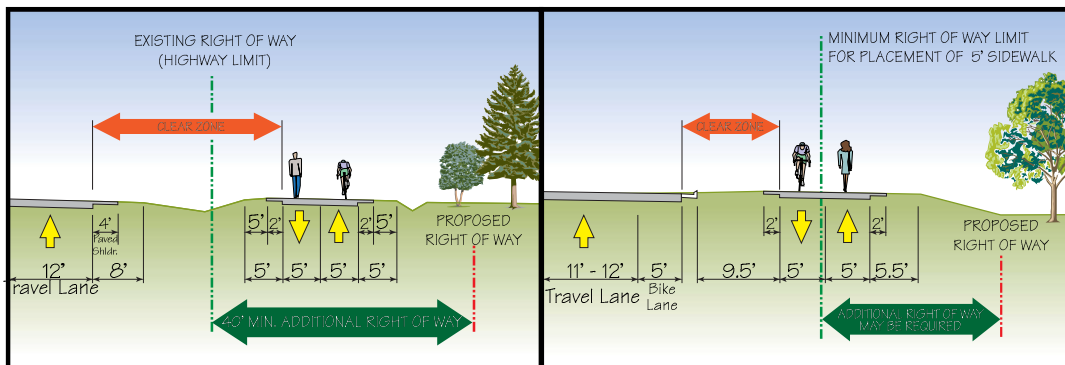 EXISTING RIGHT OF WAY
(HIGHWAY LIMIT)
CLEAR ZONE
5' 2' 2' 5'
4'
Paved
Shldr.
PROPOSED
RIGHT OF WAY
12' 8' 5' 5' 5' 5'
Travel Lane
40' MIN. ADDITIONAL RIGHT OF WAY
MINIMUM RIGHT OF WAY LIMIT
FOR PLACEMENT OF 5' SIDEWALK
CLEAR ZONE
2' 2'
PROPOSED
RIGHT OF WAY
11' - 12' 5' 9.5' 5' 5' 5.5'
Travel Lane
Bike
Lane
ADDITIONAL RIGHT OF WAY
MAY BE REQUIRED